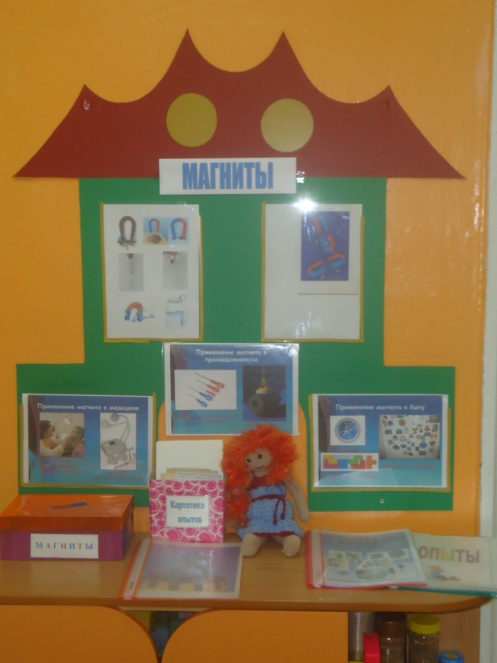 МАГНИТЫ
Применение магнита в
промышленности
Применение магнита в медицине
Применение магнита в быту
Картотека
опытов
МАГНИТЫ
ОПЫТЫ